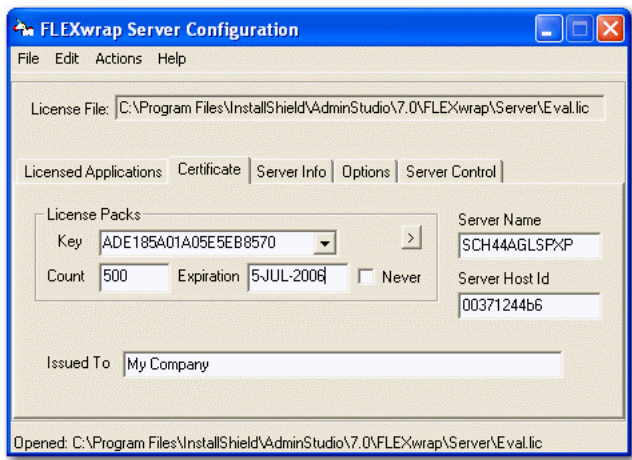 FLEXwrap Server Configuration
File Edit Actions Help
License File: C:\Program Files\InstallShield\AdminStudio\7.0\FLEXwrap\Server\Eval.lic
Licensed Applications Certificate Server Info Options Server Control
License Packs
Key ADE185A01A05E5EB8570 >
Count 500 Expiration 5-JUL-2006 Never
Server Name
SCH44AGLSPXP
Server Host Id
00371244b6
Issued To My Company
Opened: C:\Program Files\InstallShield\AdminStudio\7.0\FLEXwrap\Server\Eval.lic